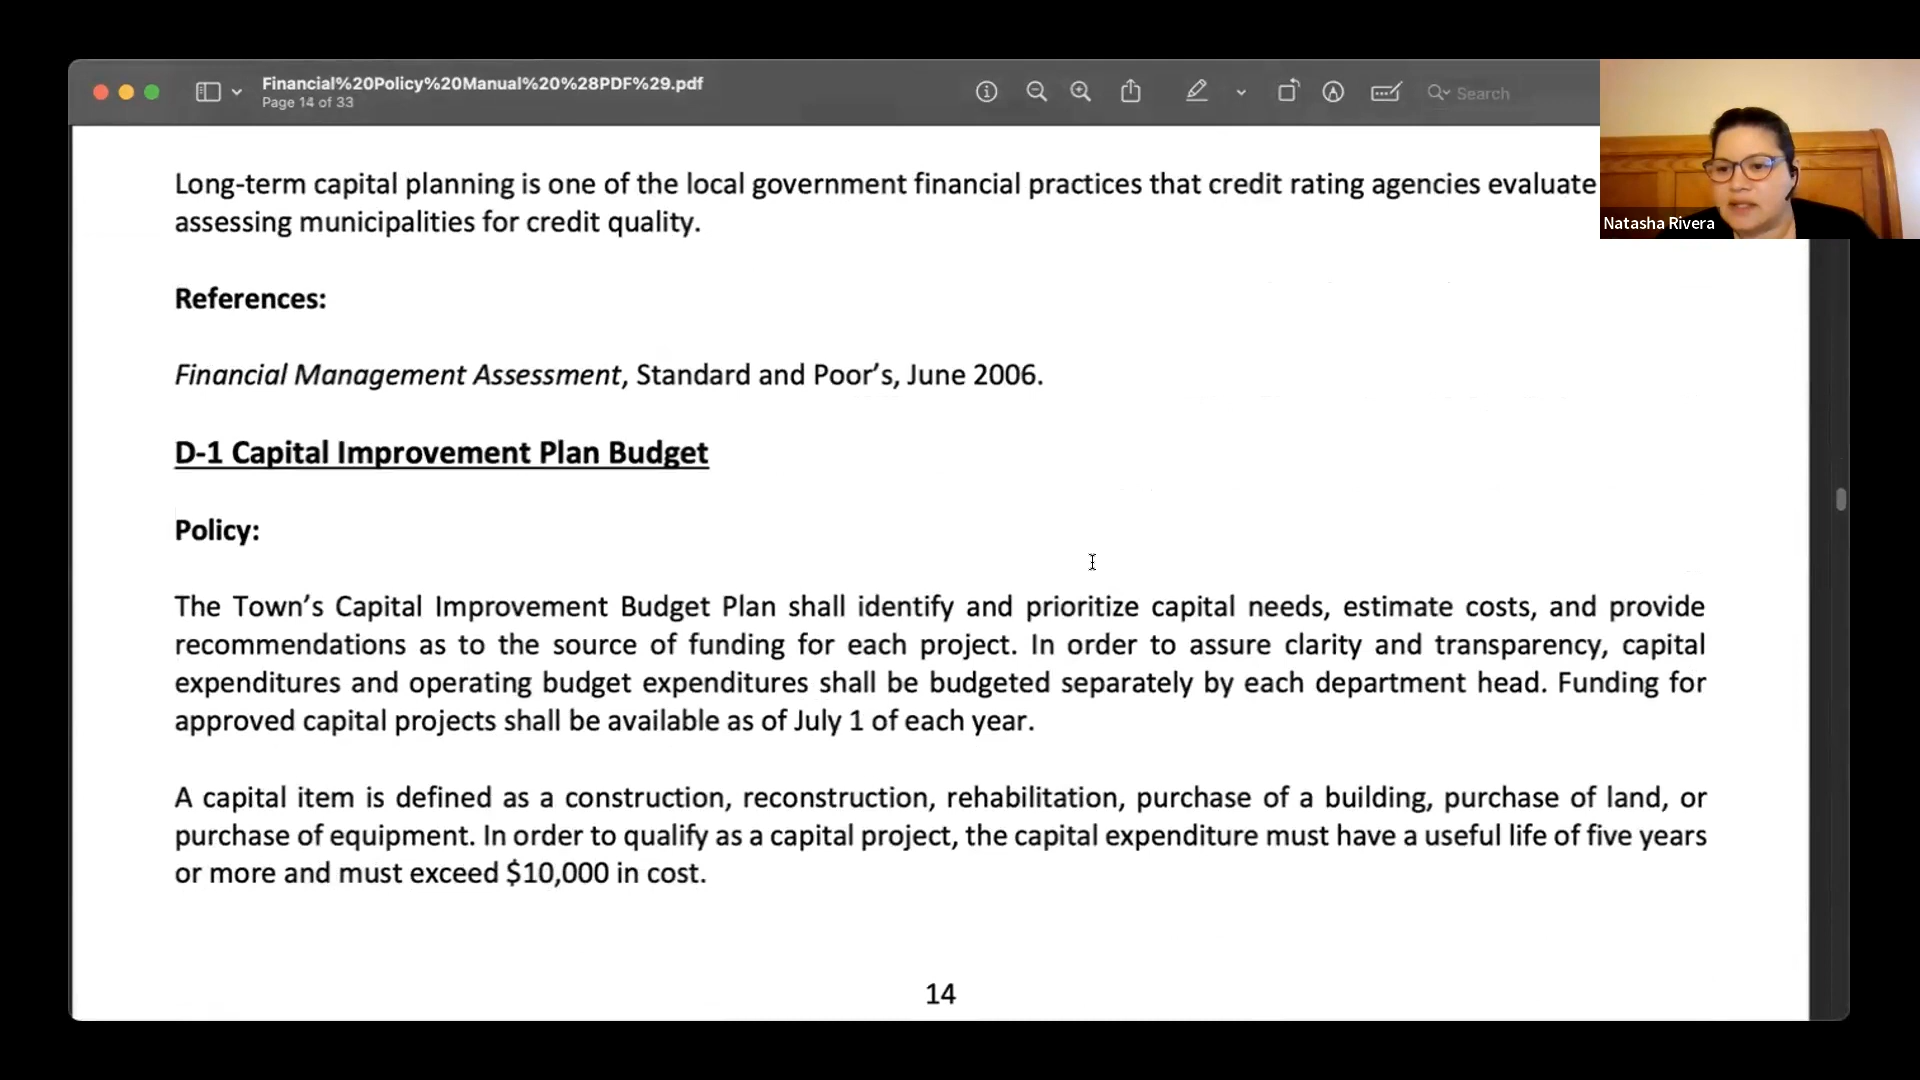 Financial%20Policy%20Manual%20%28PDF%29.pdf
Page 14 of 33
Search
Natasha Rivera
Long-term capital planning is one of the local government financial practices that credit rating agencies evaluate
assessing municipalities for credit quality.
References:
Financial Management Assessment, Standard and Poor’s, June 2006.
D-1 Capital Improvement Plan Budget
Policy:
The Town’s Capital Improvement Budget Plan shall identify and prioritize capital needs, estimate costs, and provide
recommendations as to the source of funding for each project. In order to assure clarity and transparency, capital
expenditures and operating budget expenditures shall be budgeted separately by each department head. Funding for
approved capital projects shall be available as of July 1 of each year.
A capital item is defined as a construction, reconstruction, rehabilitation, purchase of a building, purchase of land, or
purchase of equipment. In order to qualify as a capital project, the capital expenditure must have a useful life of five years
or more and must exceed $10,000 in cost.
14